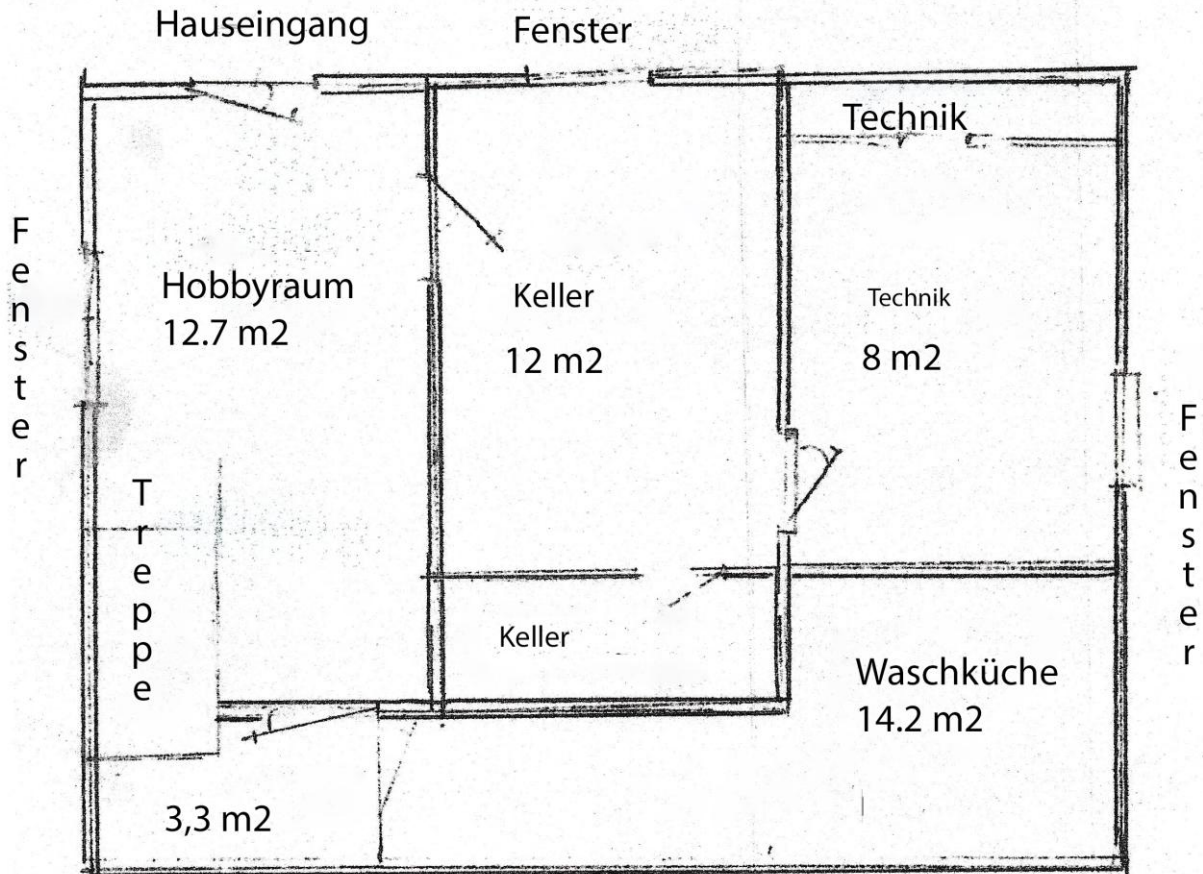 Hauseingang
Fenster
Technik
Fenster
Hobbyraum
12.7 m2
Keller
12 m2
Technik
8 m2
Fenster
Treppe
Keller
Waschküche
14.2 m2
3,3 m2